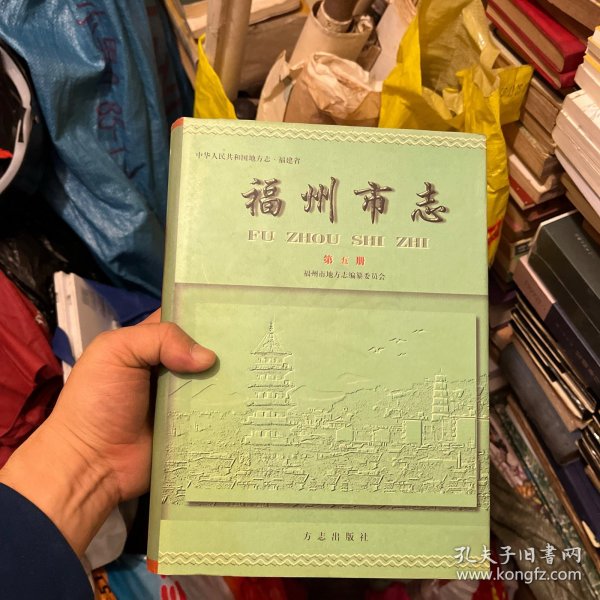 中华人民共和国地方志·福建省
福州市志
FU ZHOU SHI ZHI
第五册
福州市地方志编纂委员会
方志出版社
孔夫子旧书网
www.kongfz.com